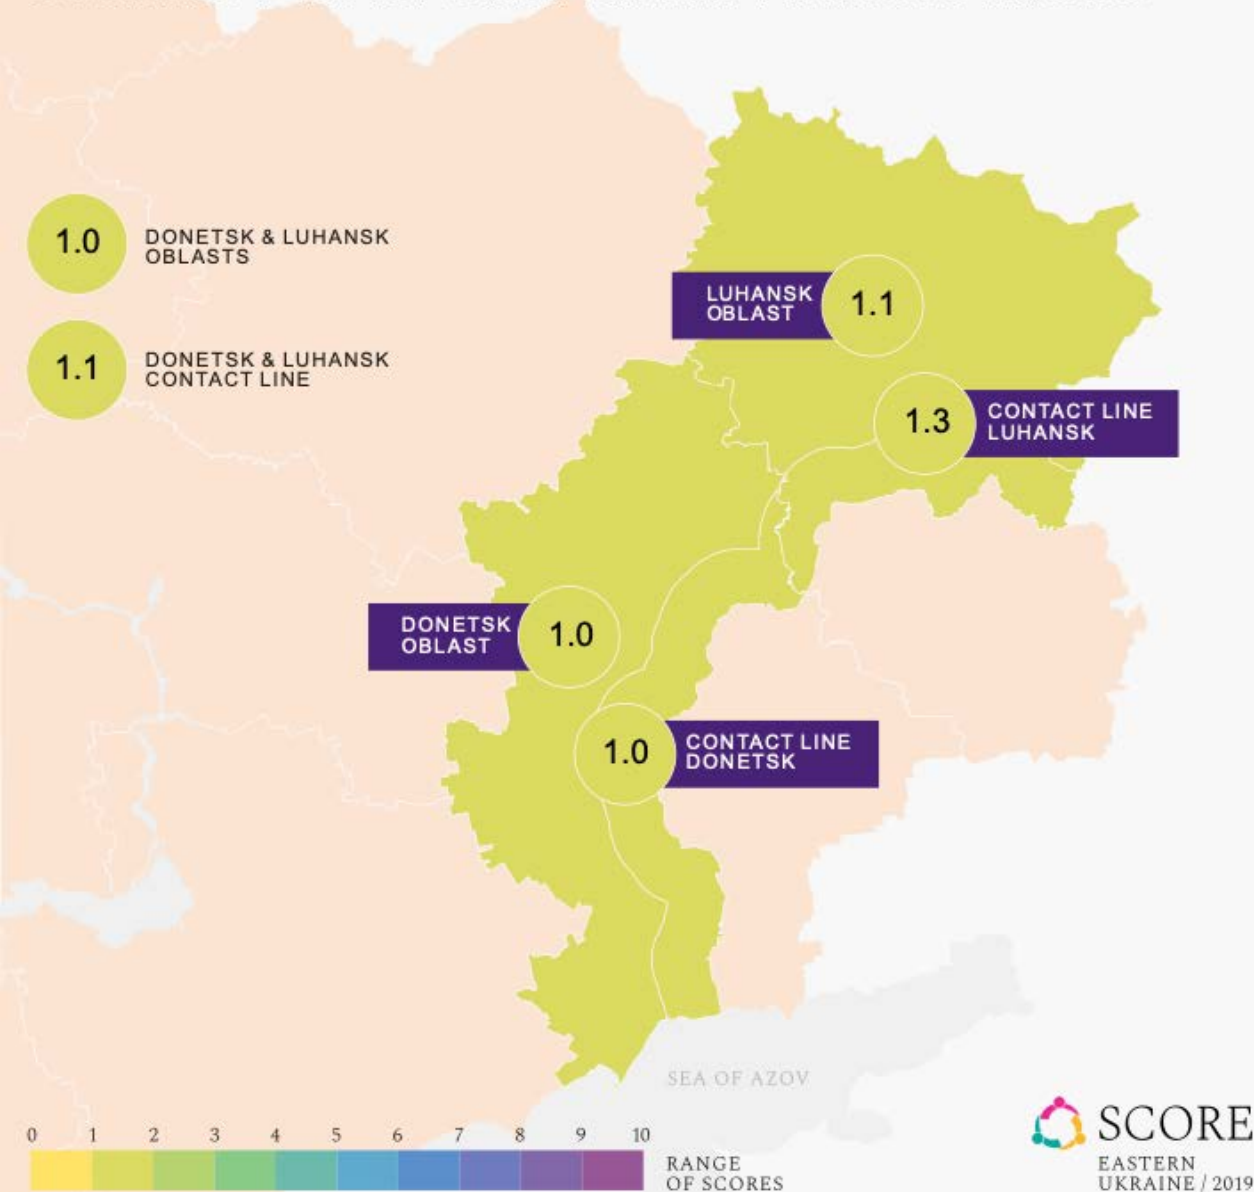 1.0
DONETSK & LUHANSK
OBLASTS
1.1
DONETSK & LUHANSK
CONTACT LINE
LUHANSK
OBLAST
1.1
1.3
CONTACT LINE
LUHANSK
DONETSK
OBLAST
1.0
1.0
CONTACT LINE
DONETSK
SEA OF AZOV
0 1 2 3 4 5 6 7 8 9 10
RANGE
OF SCORES
SCORE
EASTERN
UKRAINE / 2019